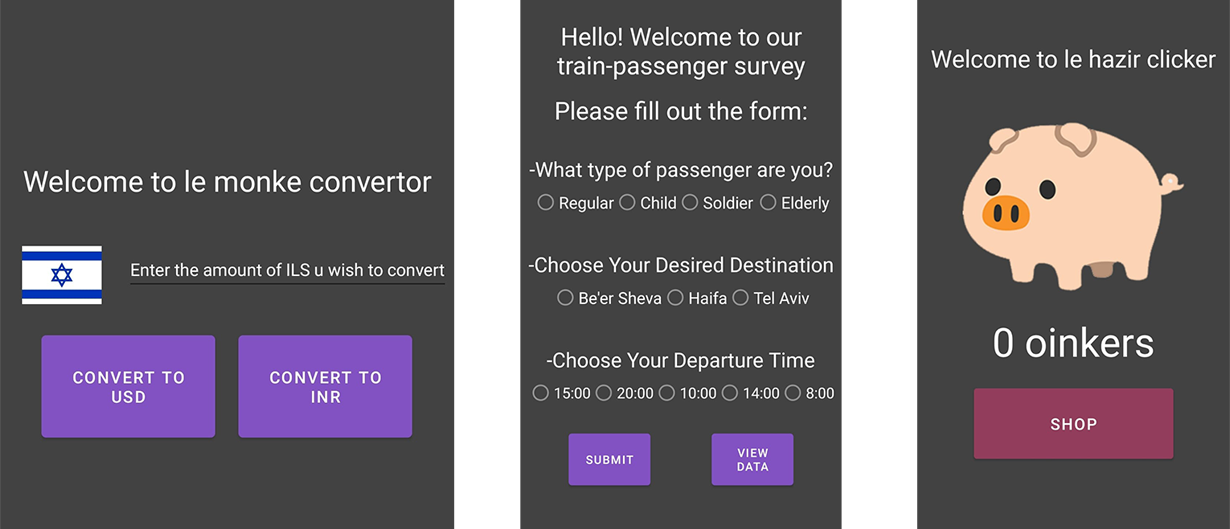 Welcome to le monke convertor
Enter the amount of ILS u wish to convert
CONVERT TO
USD
CONVERT TO
INR
Hello! Welcome to our
train-passenger survey
Please fill out the form:
-What type of passenger are you?
Regular Child Soldier Elderly
-Choose Your Desired Destination
Be'er Sheva Haifa Tel Aviv
-Choose Your Departure Time
15:00 20:00 10:00 14:00 8:00
SUBMIT
VIEW
DATA
Welcome to le hazir clicker
0 oinkers
SHOP